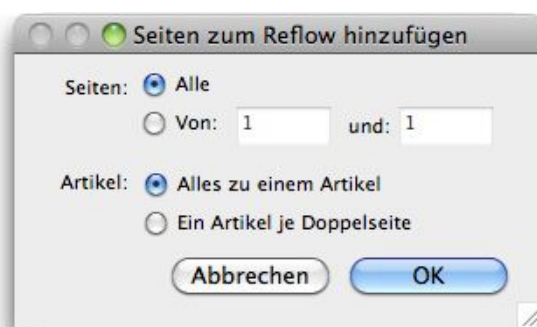 Seiten zum Reflow hinzufügen
Seiten: Alle
Von: 1 und: 1
Artikel: Alles zu einem Artikel
Ein Artikel je Doppelseite
Abbrechen OK